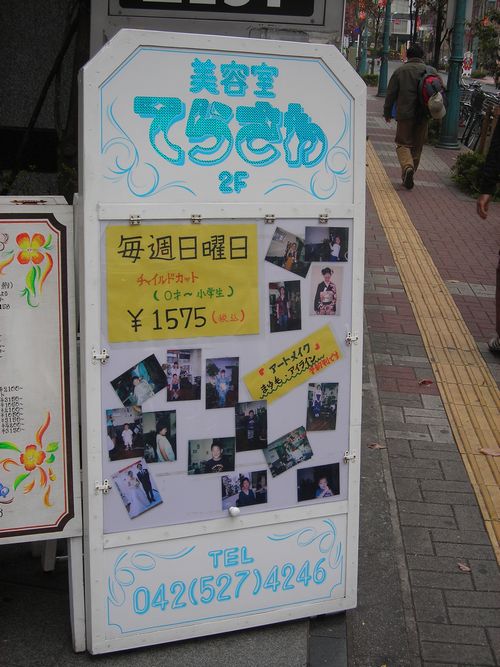 美容室
てらさわ
2F
毎週日曜日
チャイルドカット
(0才～小学生)
￥1575(税込)
アートメイク
まゆも、アイライン
TEL
042(527)4246